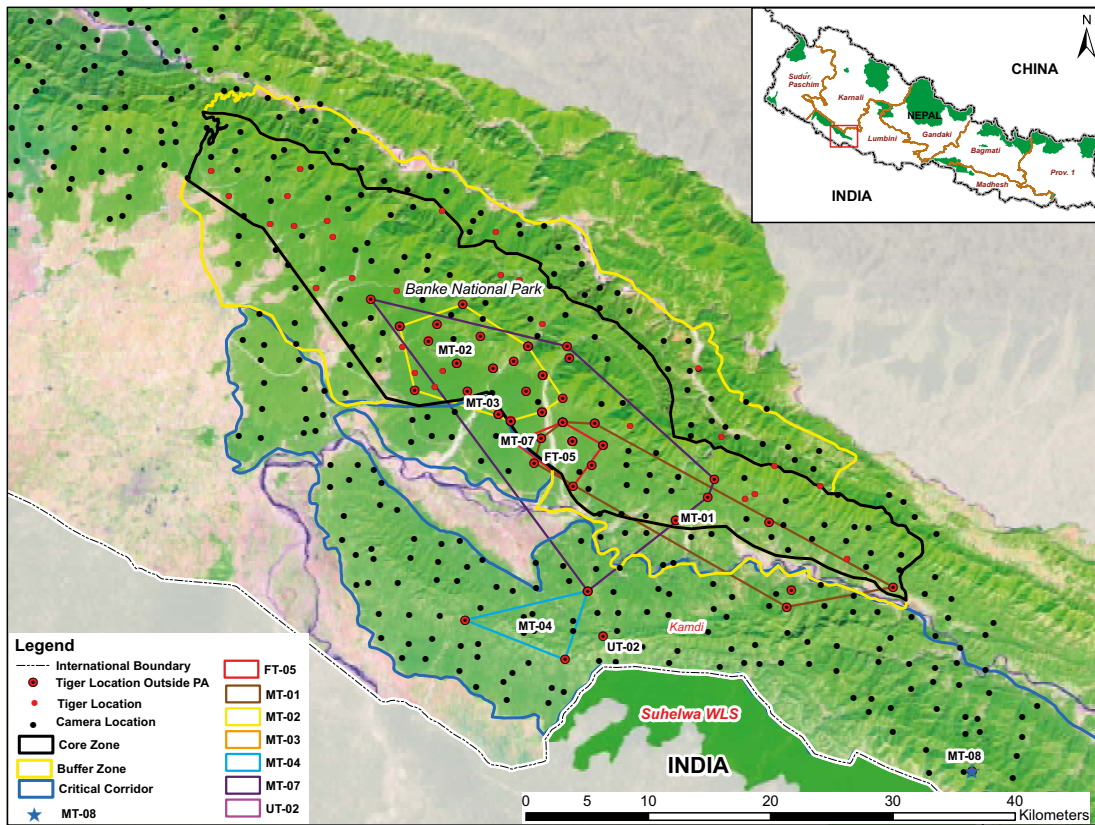 N
CHINA
Sudur
Paschim
Karnali
NEPAL
Lumbini
Gandaki
Bagmati
Prov. 1
Madhesh
INDIA
Banke National Park
MT-02
MT-03
MT-07
FT-05
MT-01
MT-04
Kamdi
UT-02
Suhelwa WLS
INDIA
MT-08
Legend
International Boundary
Tiger Location Outside PA
Tiger Location
Camera Location
Core Zone
Buffer Zone
Critical Corridor
MT-08
FT-05
MT-01
MT-02
MT-03
MT-04
MT-07
UT-02
0 5 10 20 30 40
Kilometers